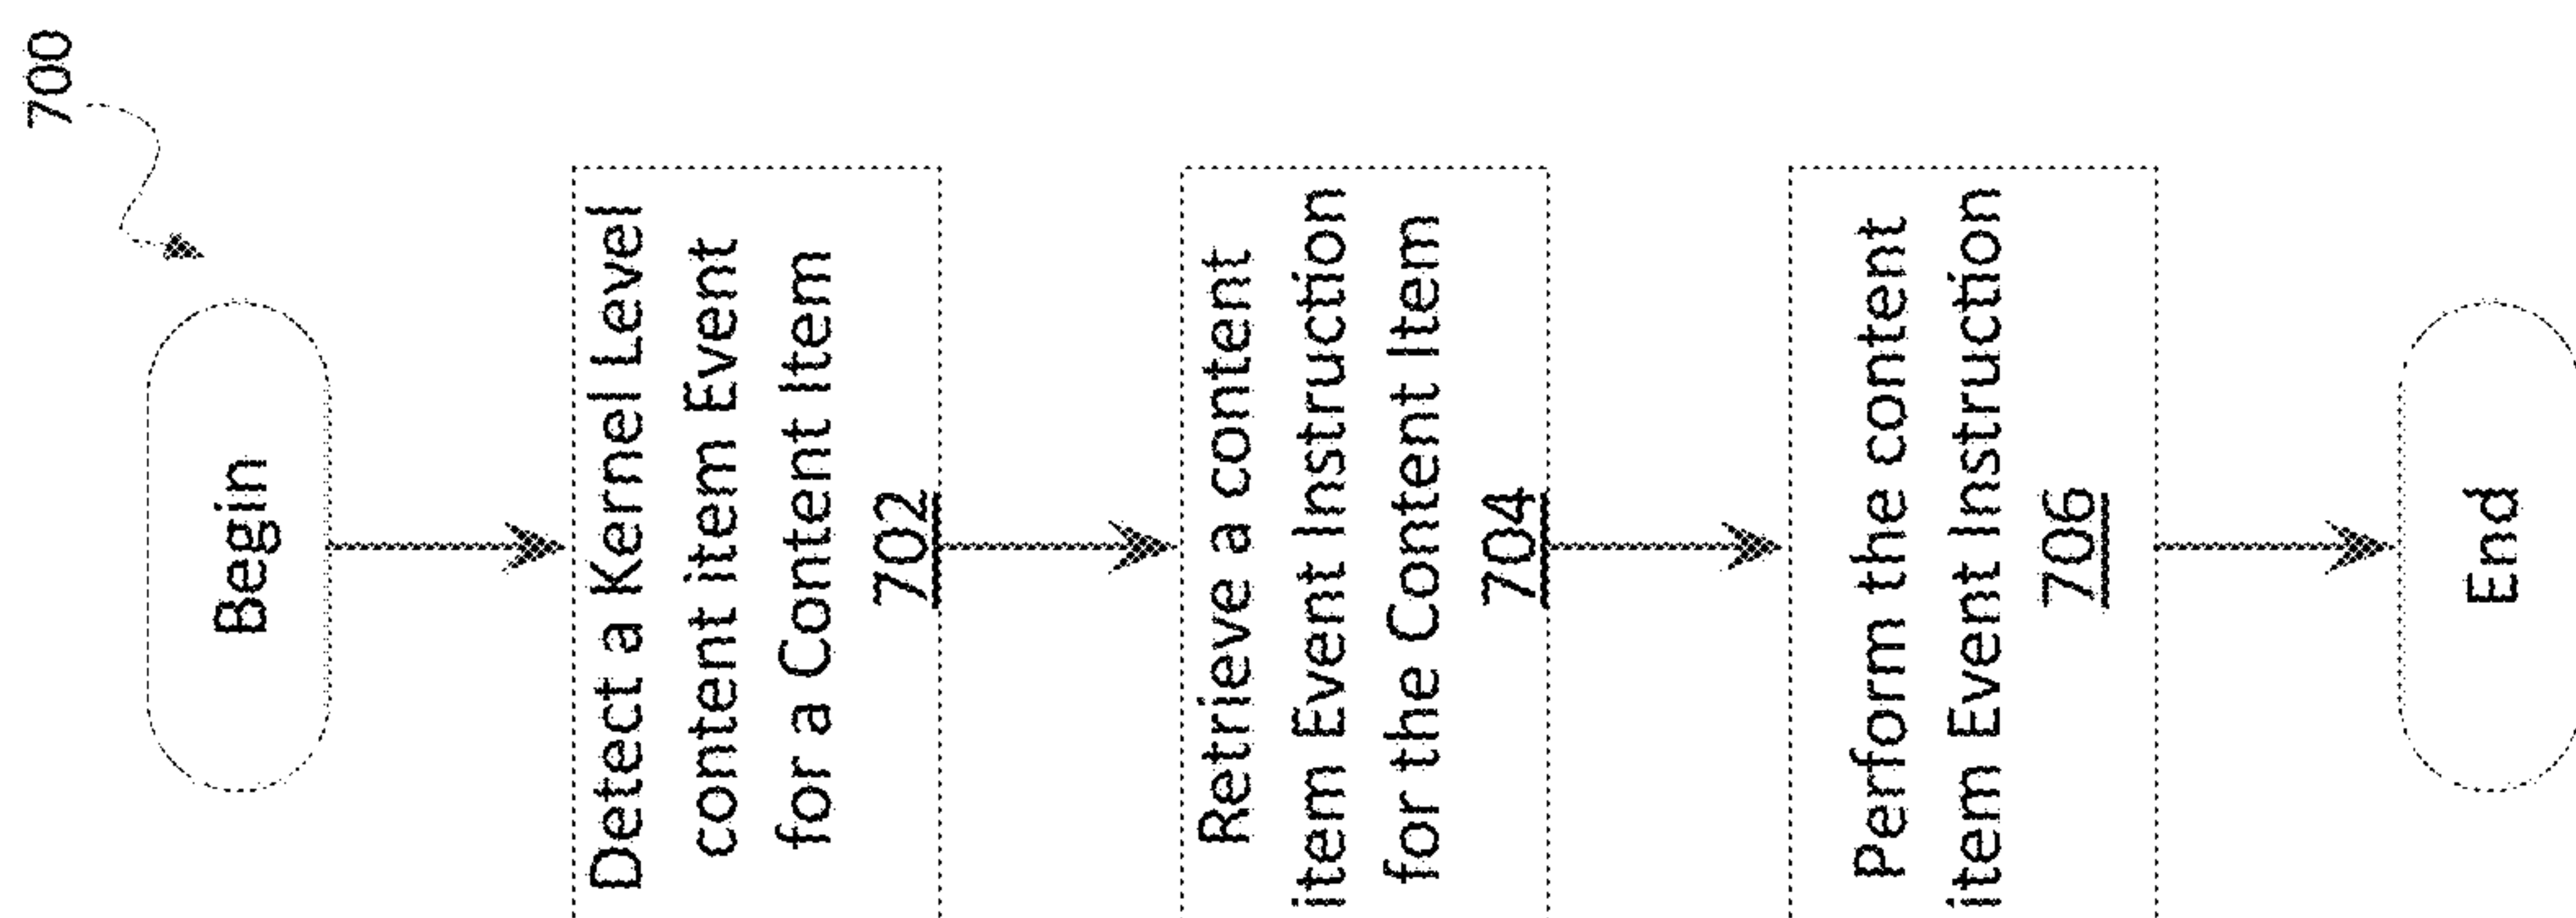 700
Begin
Detect a Kernel Level
content item Event
for a Content Item
702
Retrieve a content
item Event Instruction
for the Content Item
704
Perform the content
item Event Instruction
706
End